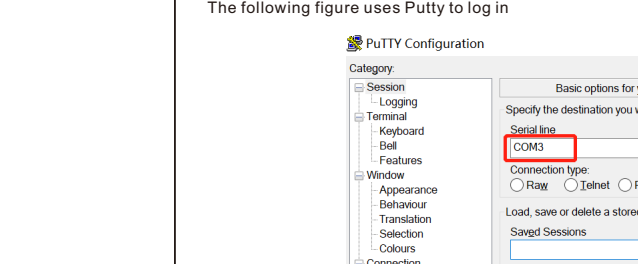 The following figure uses Putty to log in
PuTTY Configuration
Category:
Session
Logging
Terminal
Keyboard
Bell
Features
Window
Appearance
Behaviour
Translation
Selection
Colours
Connection
Basic options for
Specify the destination you
Serial line
COM3
Connection type:
Raw Telnet
Load, save or delete a stored
Saved Sessions